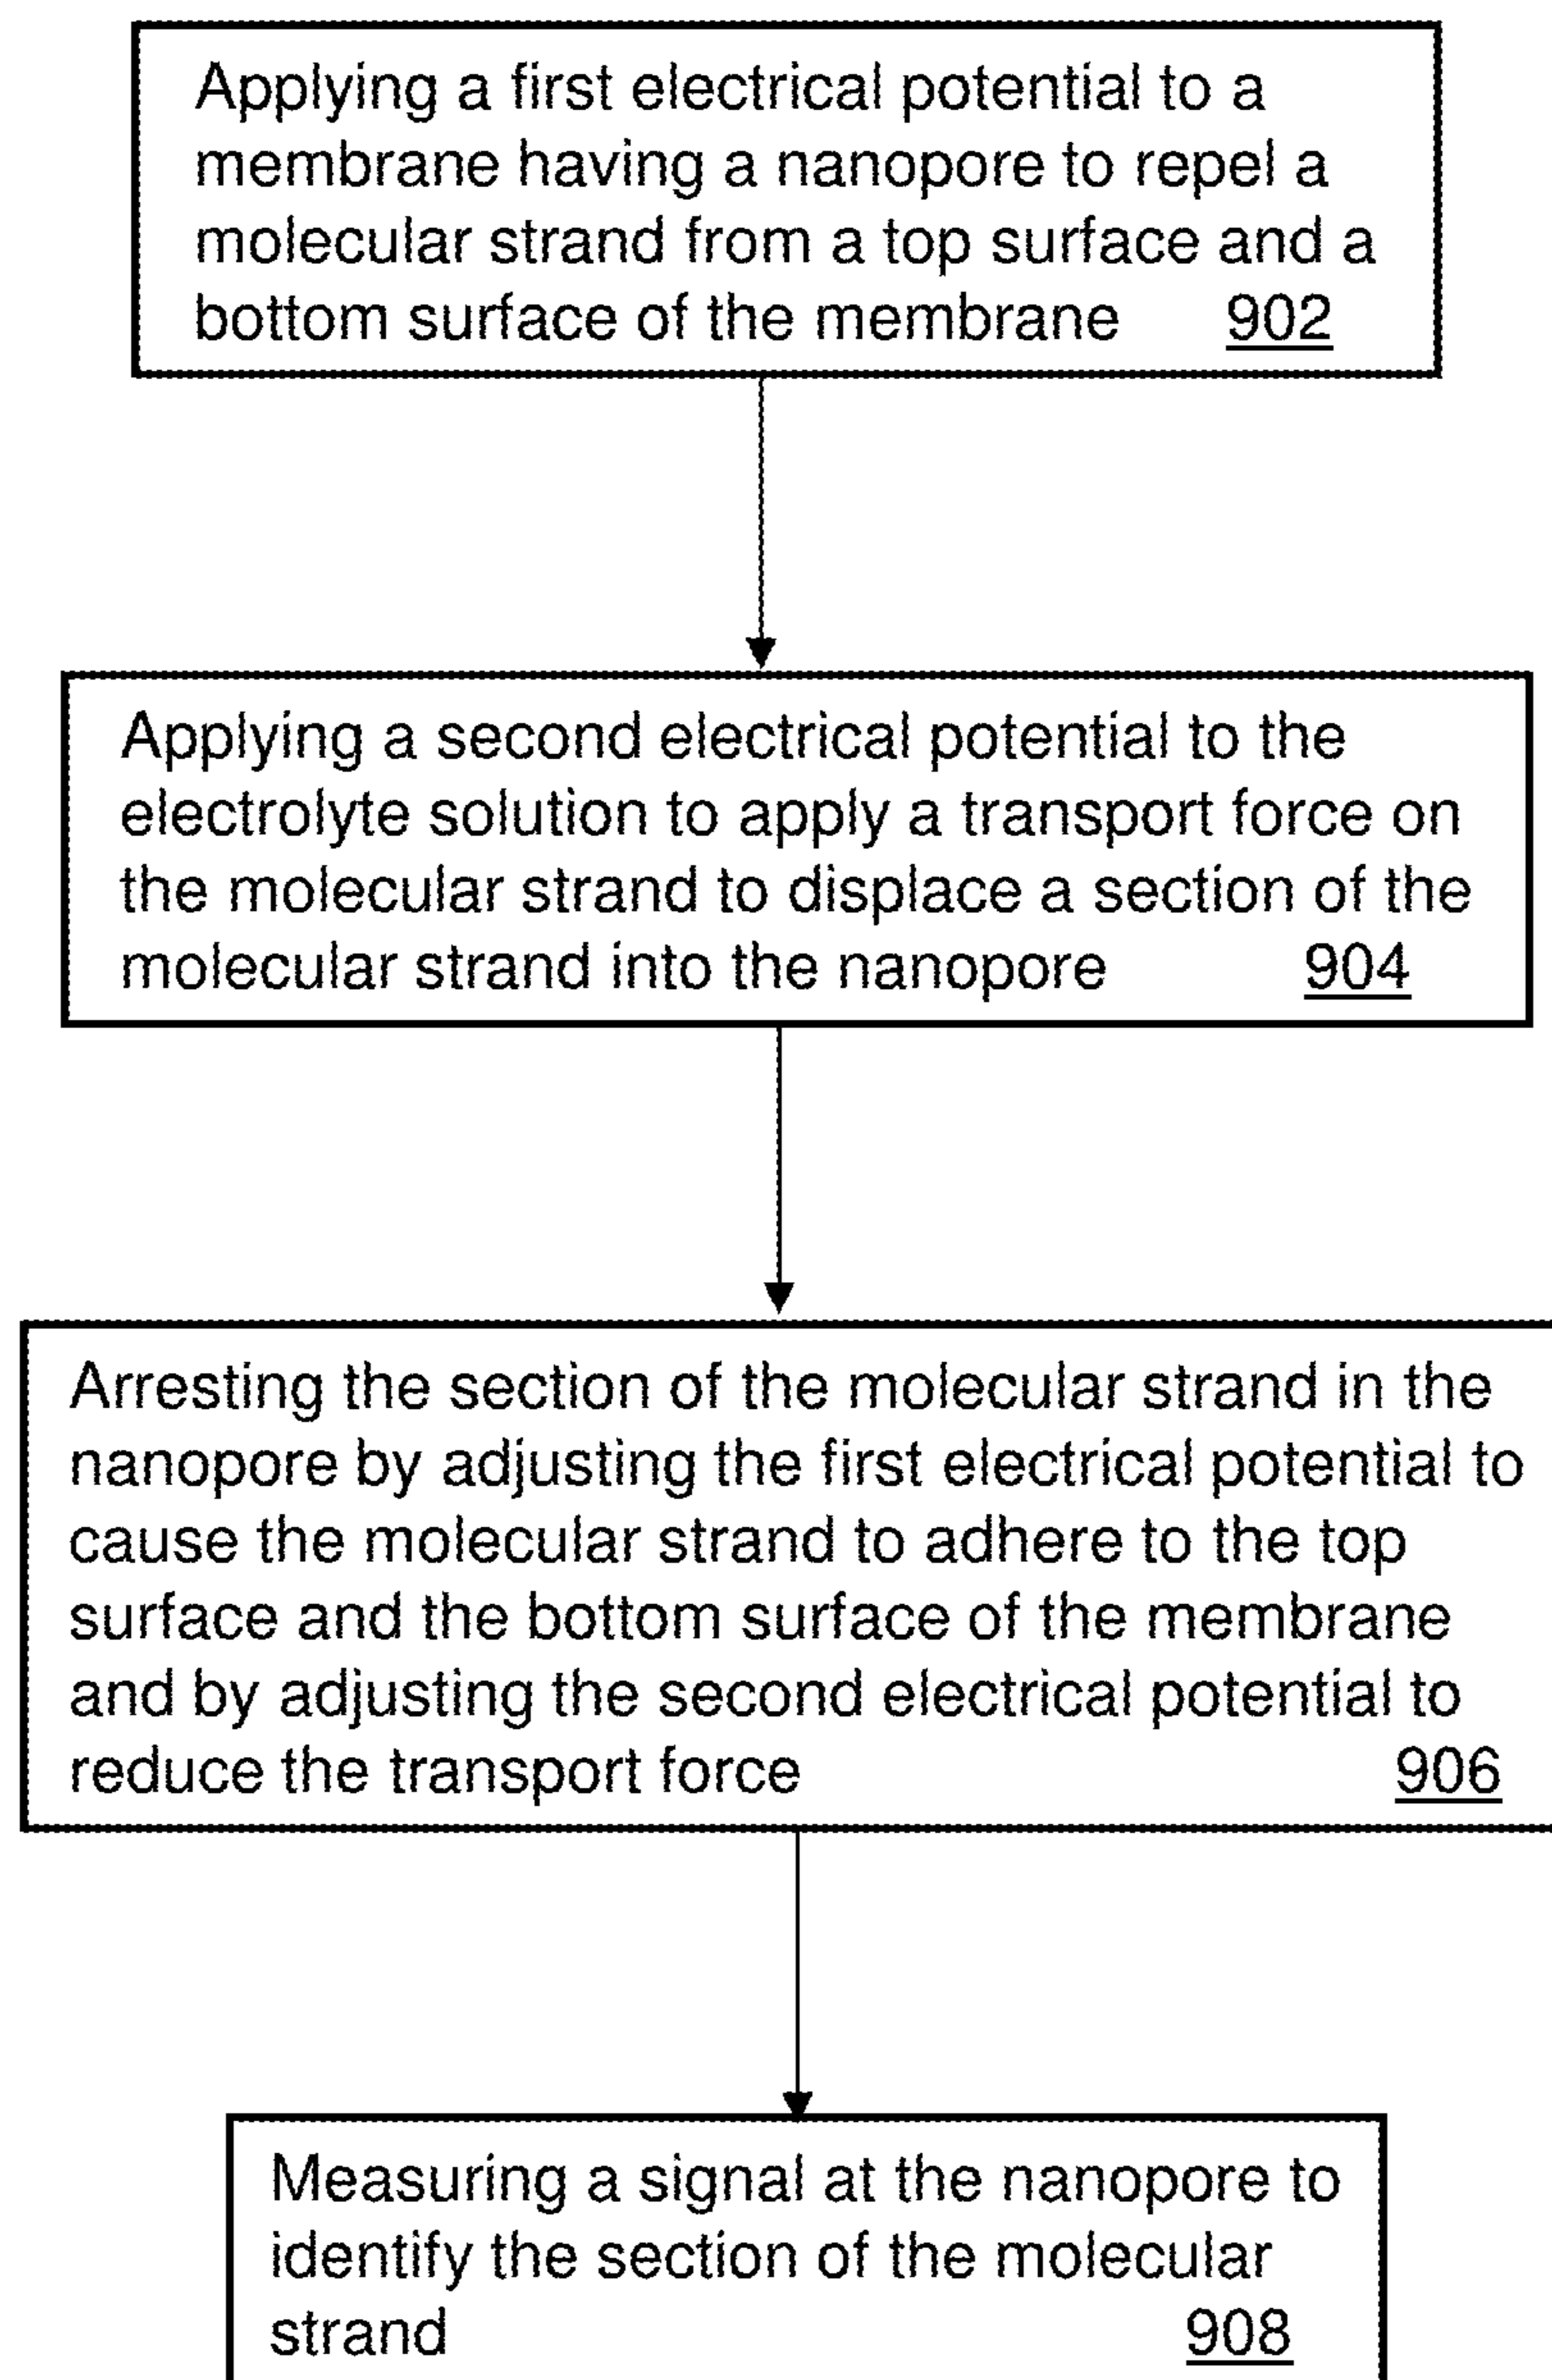 Applying a first electrical potential to a
membrane having a nanopore to repel a
molecular strand from a top surface and a
bottom surface of the membrane 902
Applying a second electrical potential to the
electrolyte solution to apply a transport force on
the molecular strand to displace a section of the
molecular strand into the nanopore 904
Arresting the section of the molecular strand in the
nanopore by adjusting the first electrical potential to
cause the molecular strand to adhere to the top
surface and the bottom surface of the membrane
and by adjusting the second electrical potential to
reduce the transport force 906
Measuring a signal at the nanopore to
identify the section of the molecular
strand 908